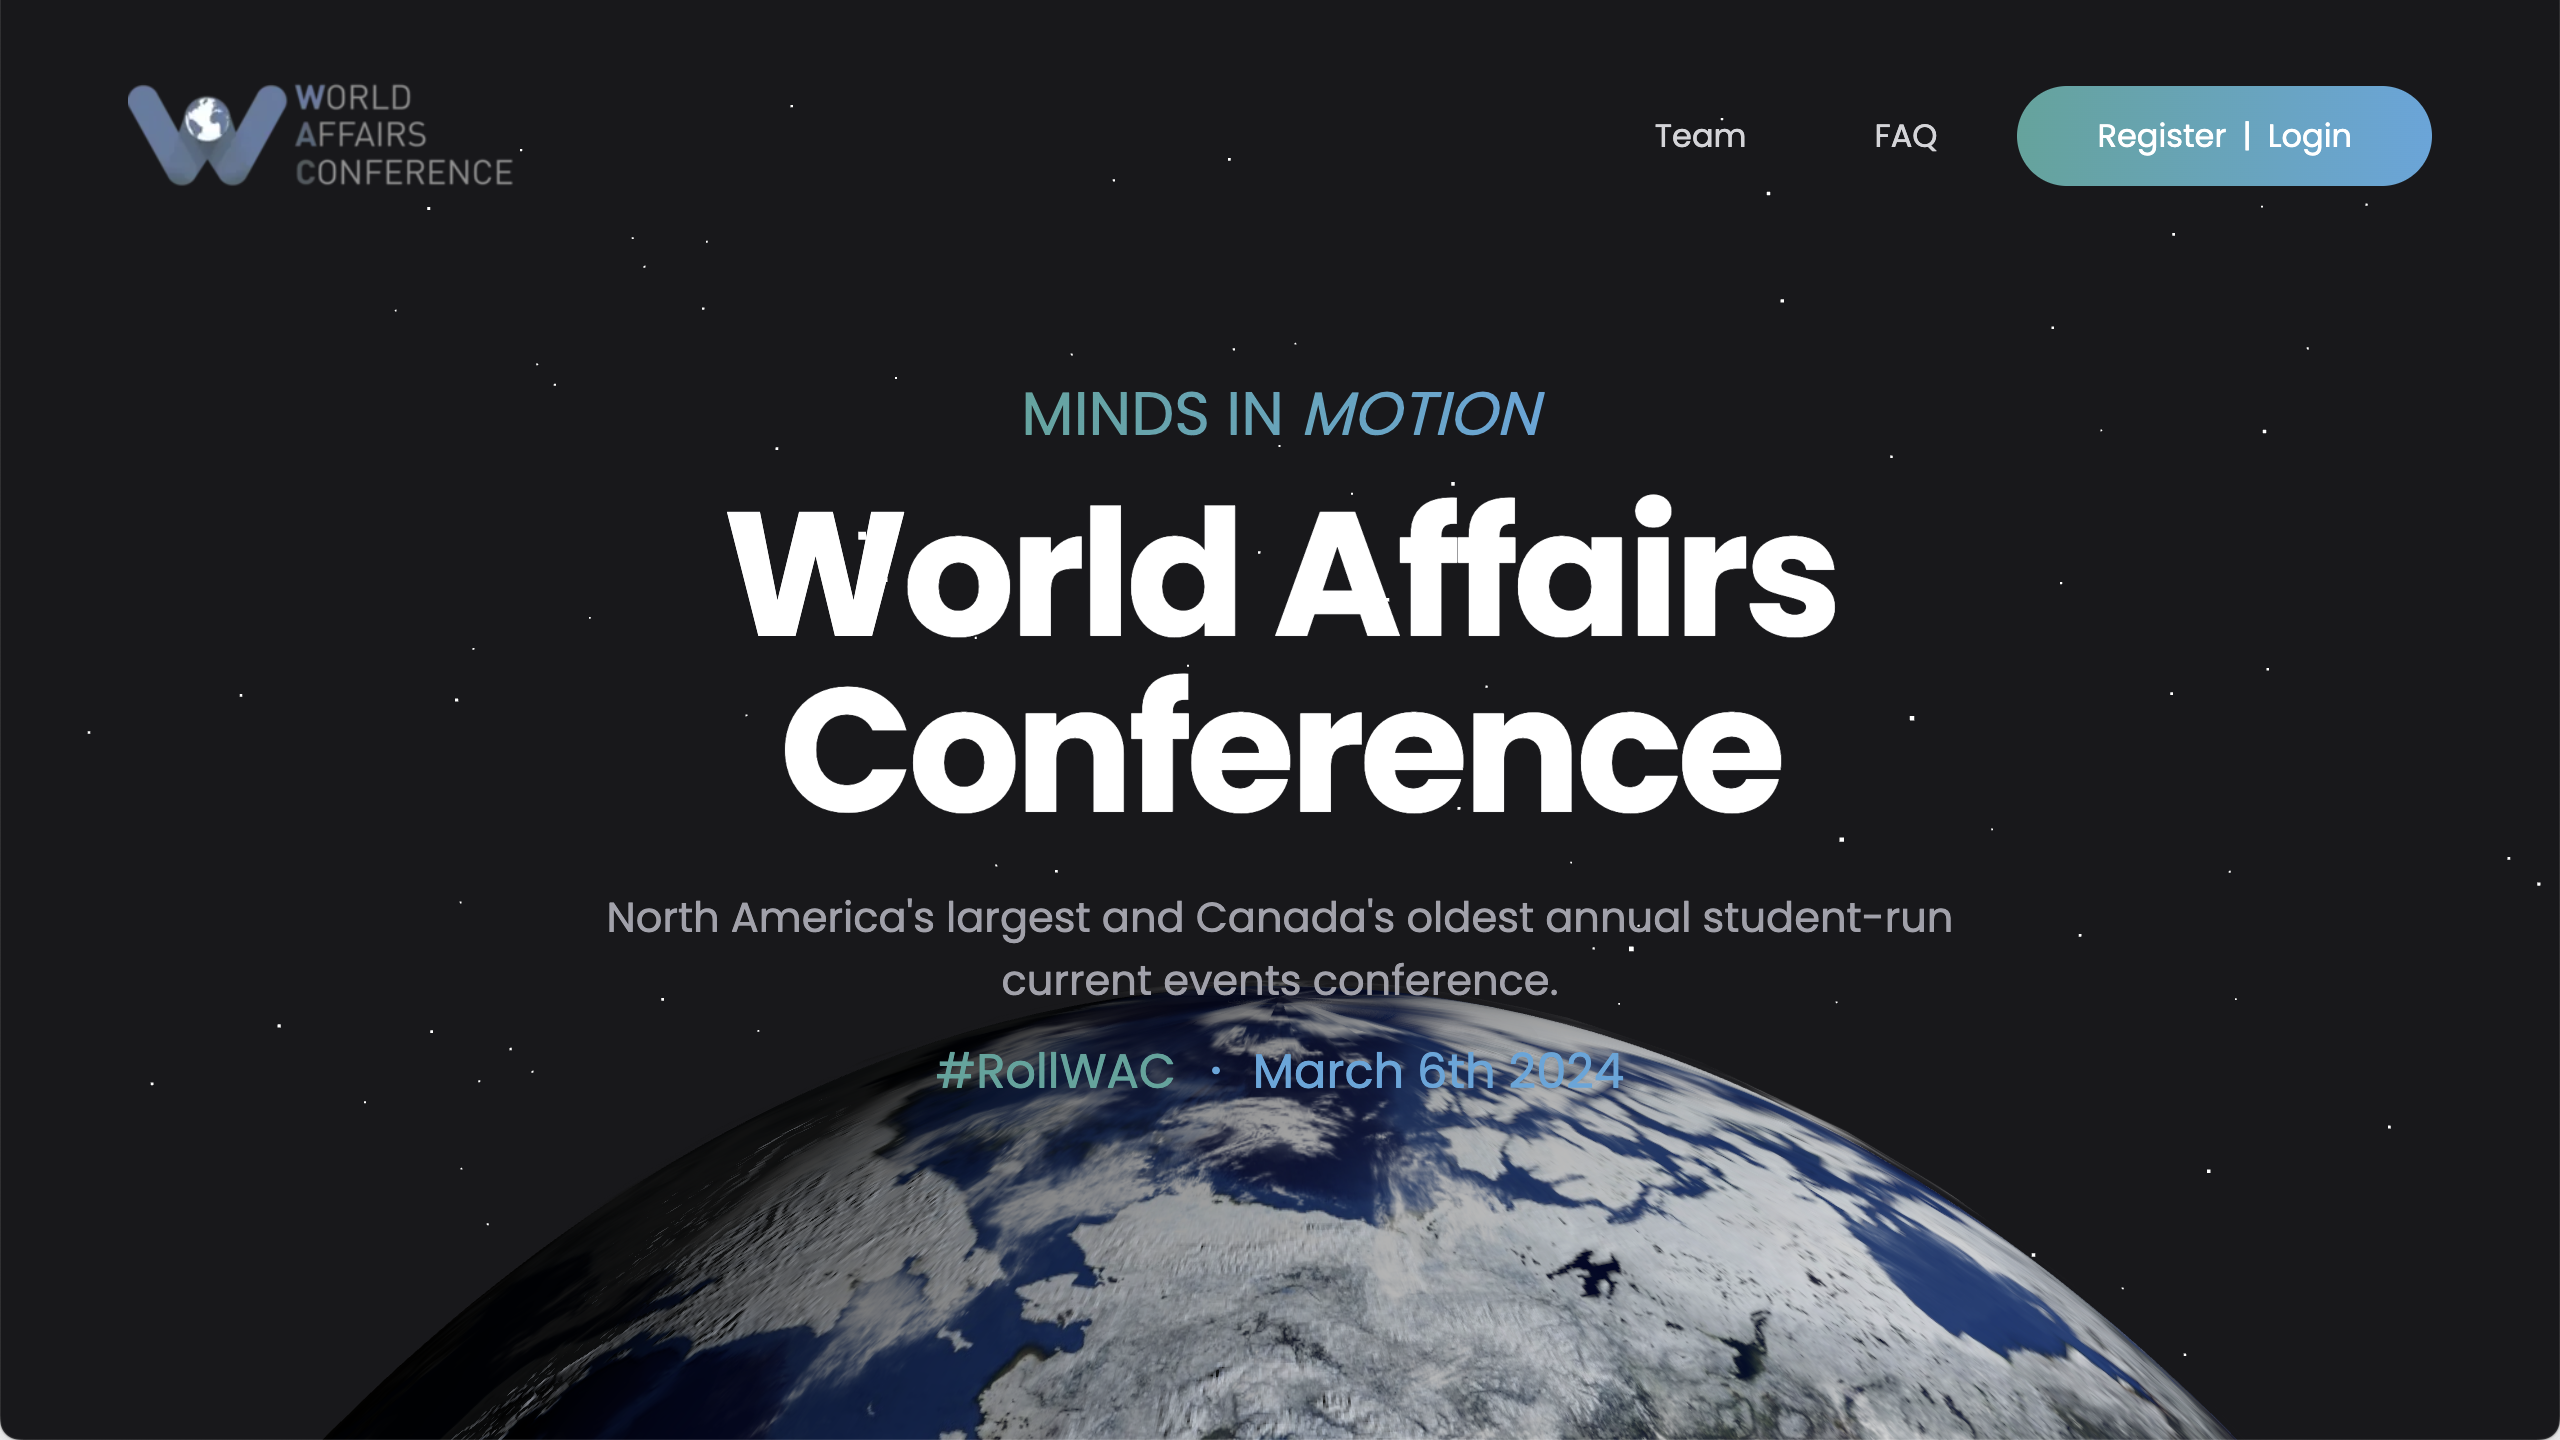 WORLD
AFFAIRS
CONFERENCE
Team
FAQ
Register | Login
MINDS IN MOTION
World Affairs
Conference
North America's largest and Canada's oldest annual student-run
current events conference.
#RollWAC · March 6th 2024